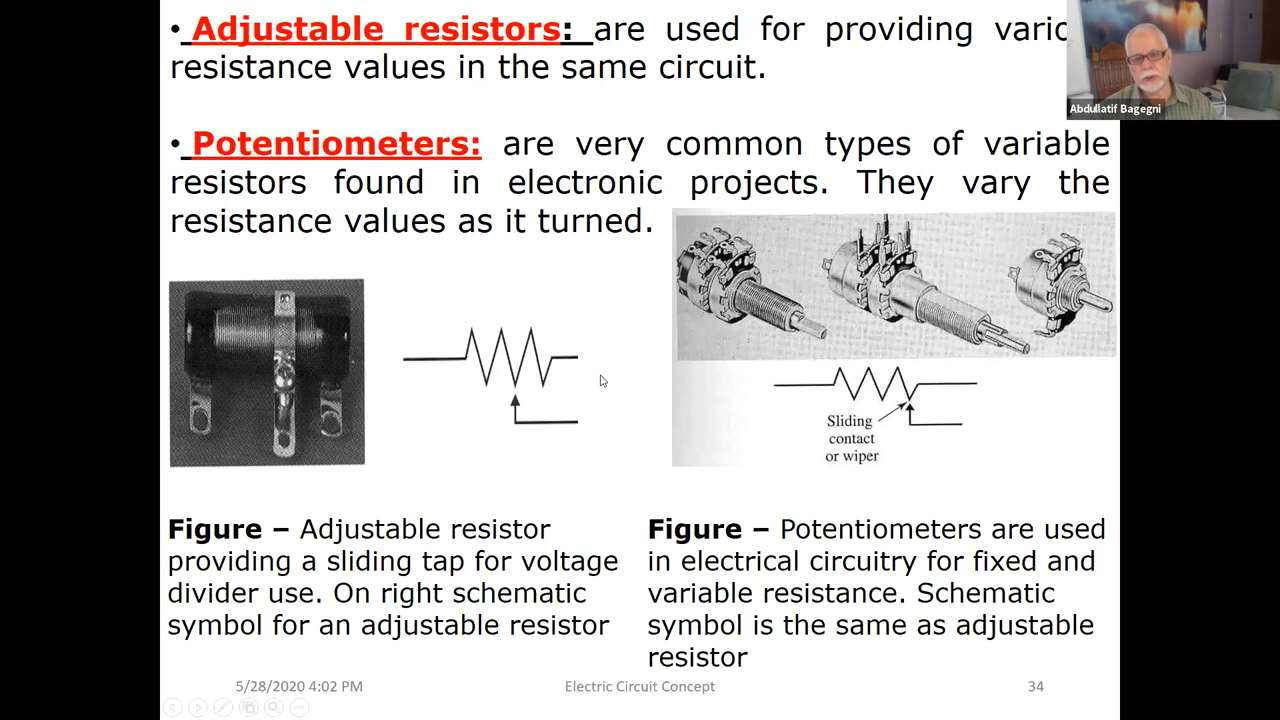 • Adjustable resistors: are used for providing
resistance values in the same circuit.
Abdullatif Bagegni
• Potentiometers: are very common types of variable
resistors found in electronic projects. They vary the
resistance values as it turned.
Sliding
contact
or wiper
Figure – Adjustable resistor
providing a sliding tap for voltage
divider use. On right schematic
symbol for an adjustable resistor
Figure – Potentiometers are used
in electrical circuitry for fixed and
variable resistance. Schematic
symbol is the same as adjustable
resistor
5/28/2020 4:02 PM
Electric Circuit Concept
34